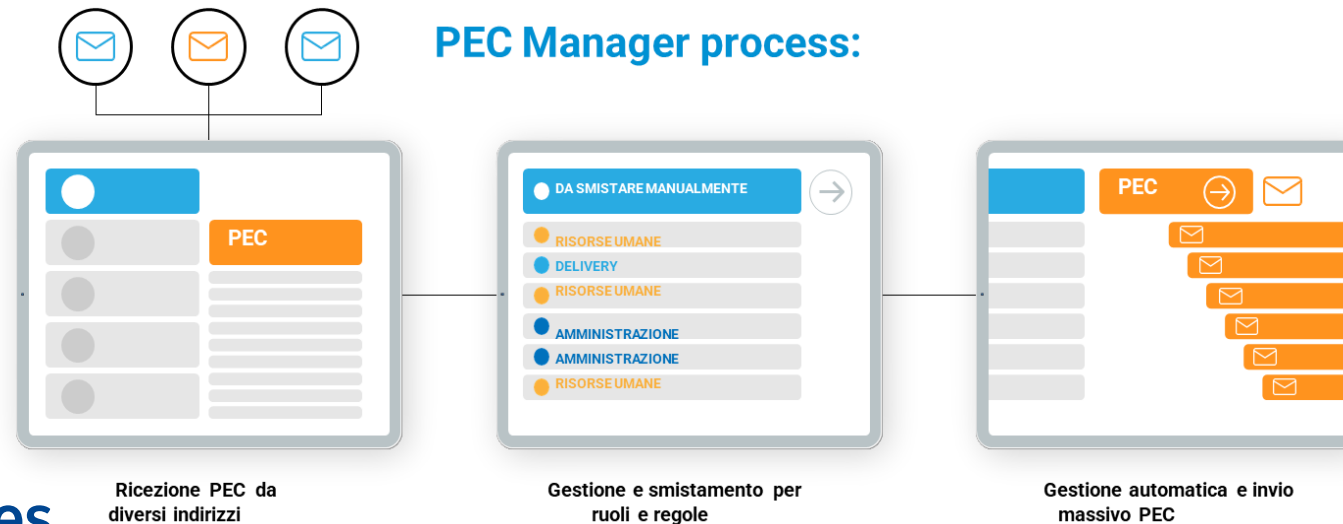 PEC Manager process:
PEC
DA SMISTARE MANUALMENTE
RISORSE UMANE
DELIVERY
RISORSE UMANE
AMMINISTRAZIONE
AMMINISTRAZIONE
RISORSE UMANE
PEC
Ricezione PEC da
diversi indirizzi
Gestione e smistamento per
ruoli e regole
Gestione automatica e invio
massivo PEC
es